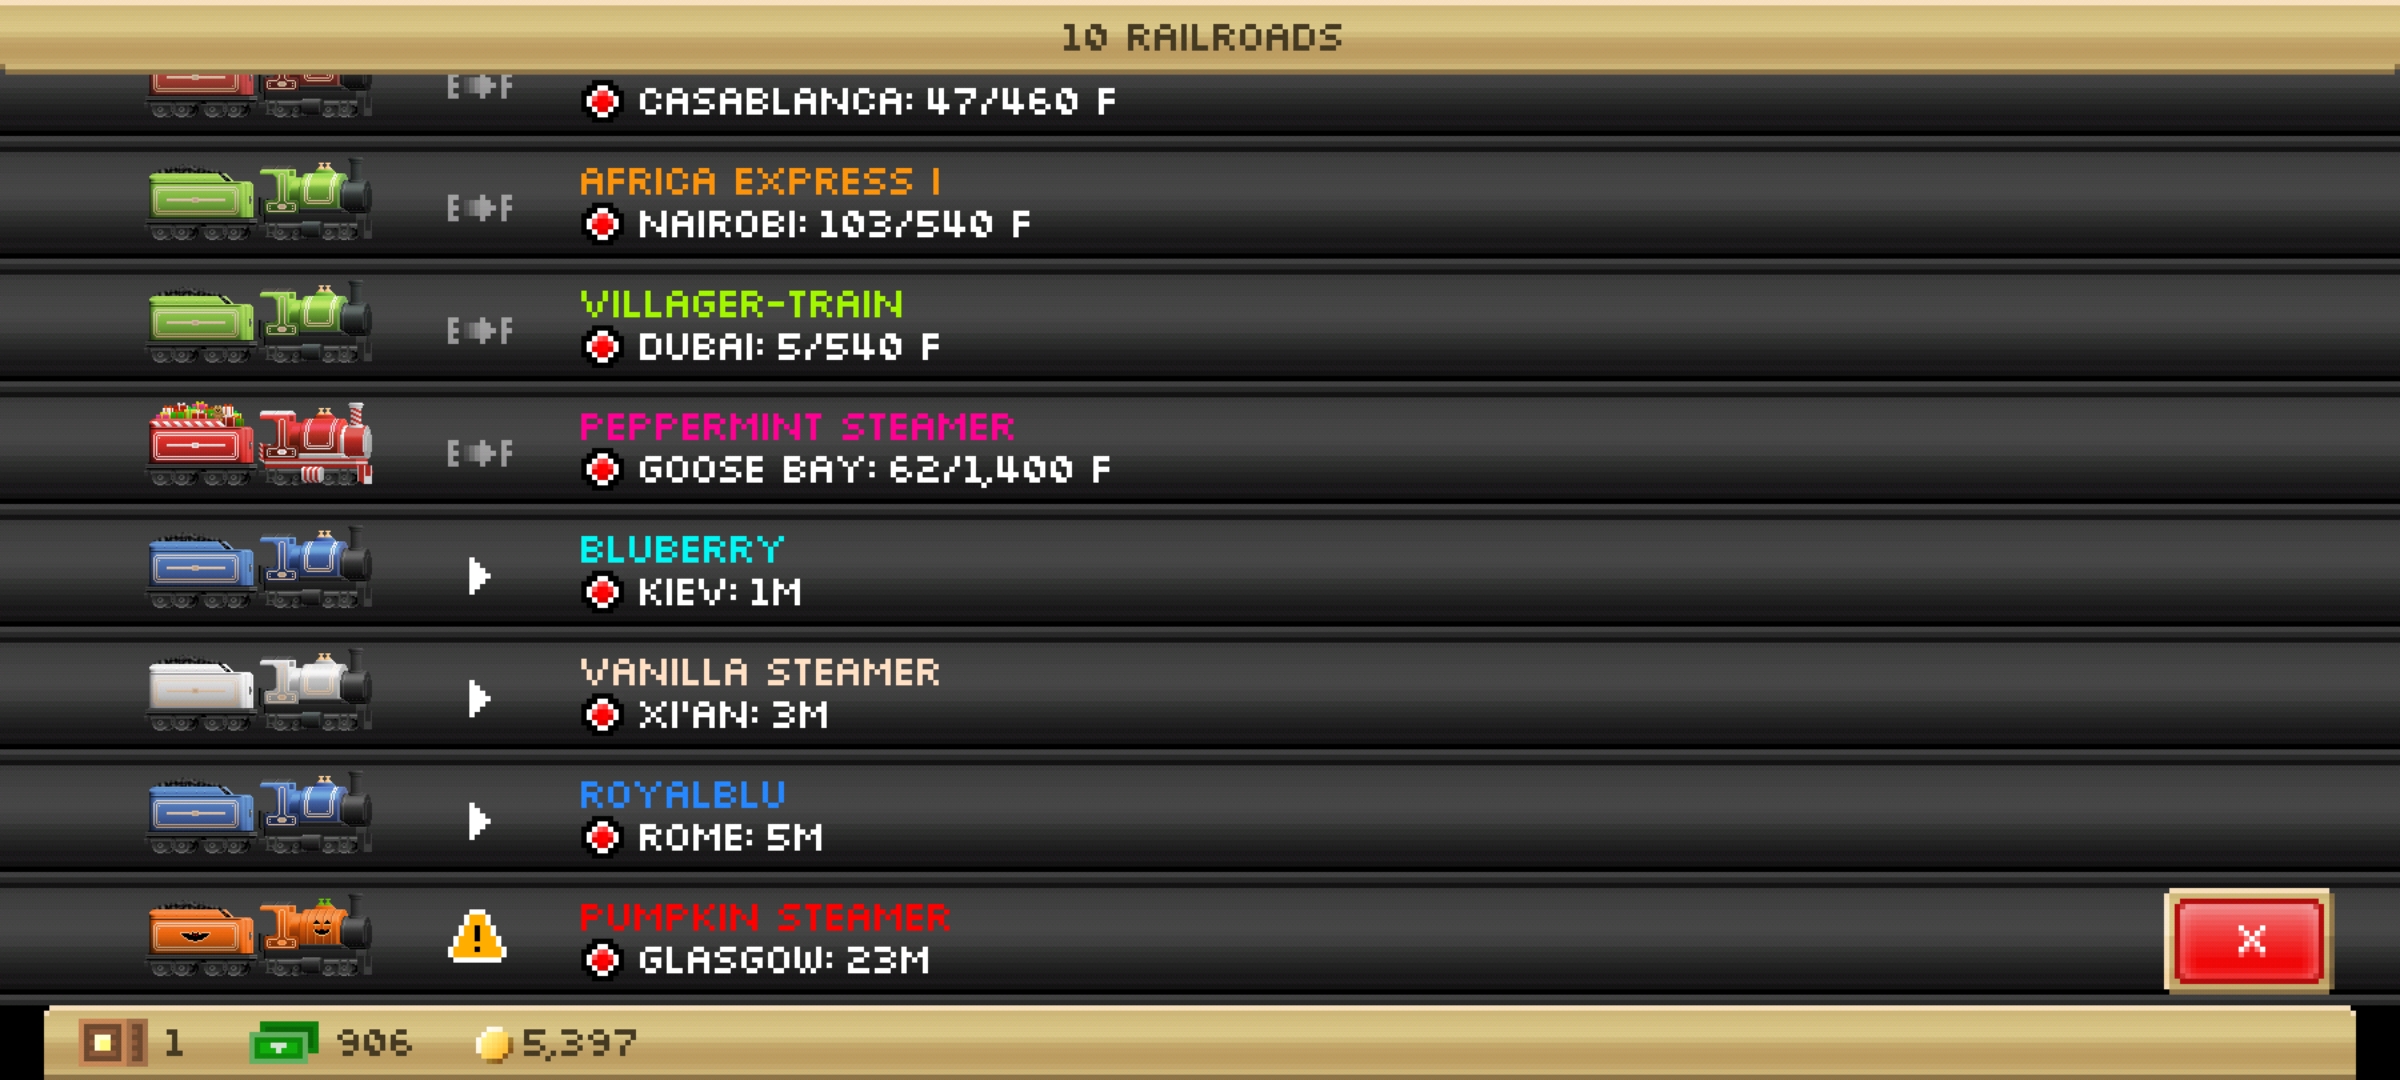 10 RAILROADS
E F
CASABLANCA: 47/460 F
AFRICA EXPRESS I
E F
NAIROBI: 103/540 F
VILLAGER-TRAIN
E F
DUBAI: 5/540 F
PEPPERMINT STEAMER
E F
GOOSE BAY: 62/1,400 F
BLUBERRY
KIEV: 1M
VANILLA STEAMER
XI'AN: 3M
ROYALBLU
ROME: 5M
PUMPKIN STEAMER
GLASGOW: 23M
X
1 906 5,397